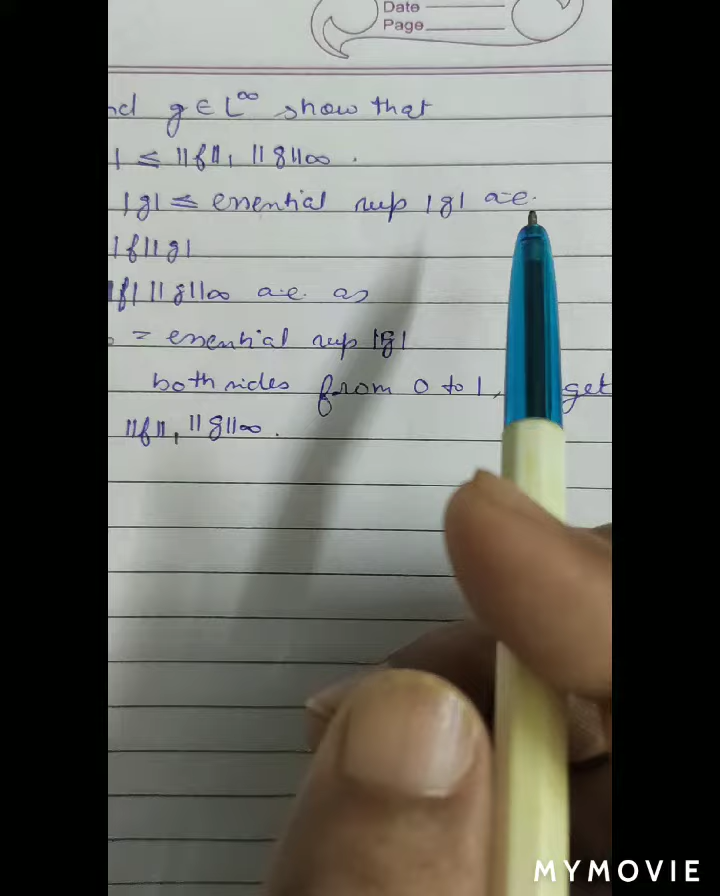 Date
Page
nd g ∈ L^∞ show that
| ≤ ||f||₁ ||g||∞.
|g| ≤ essential sup |g| a.e.
|f||g|
|f| ||g||∞ a.e. as
= essential sup |g|
both sides from 0 to 1, get
||f||₁ ||g||∞.
MYMOVIE